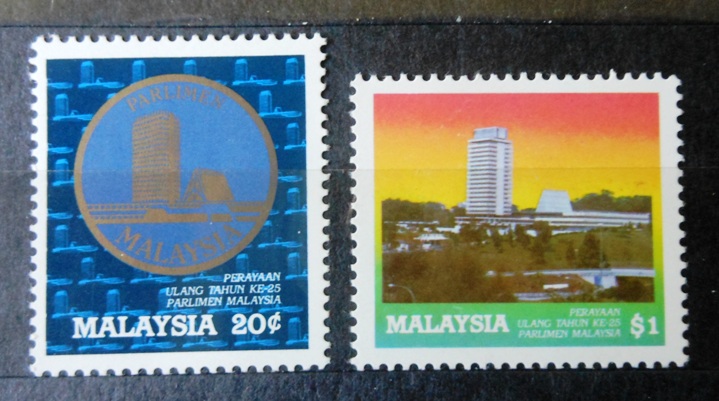 PARLIMEN
MALAYSIA
PERAYAAN
ULANG TAHUN KE-25
PARLIMEN MALAYSIA
MALAYSIA 20¢
MALAYSIA
PERAYAAN
ULANG TAHUN KE-25
PARLIMEN MALAYSIA
$1